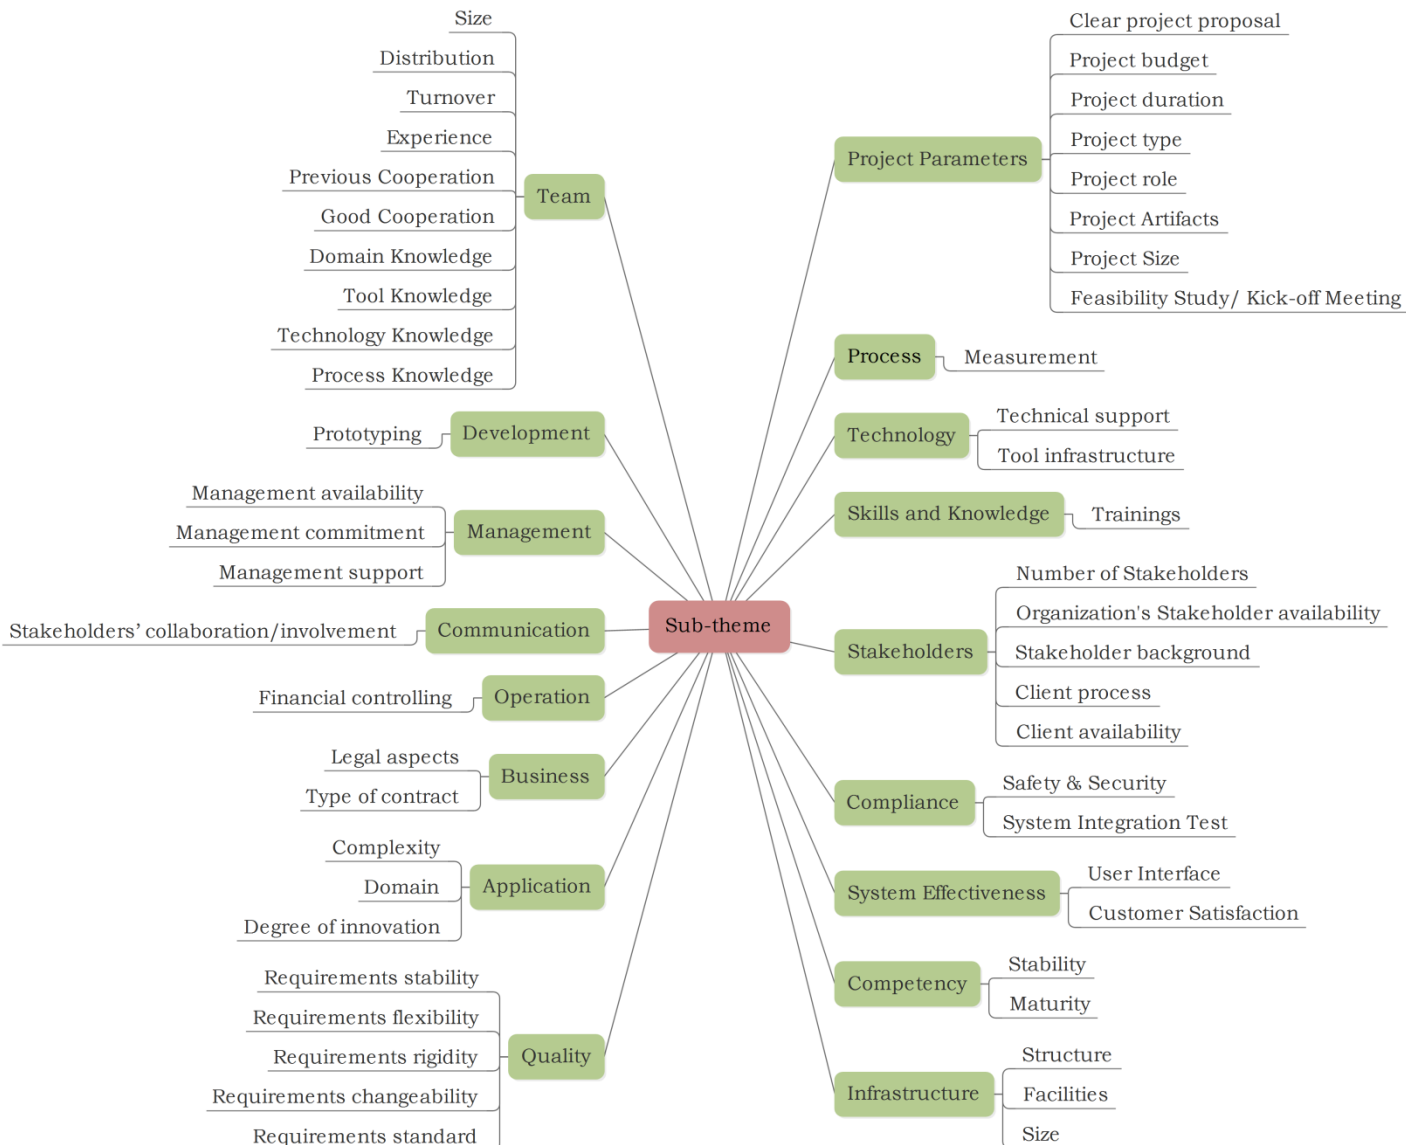 Sub-theme
Team
Size
Distribution
Turnover
Experience
Previous Cooperation
Good Cooperation
Domain Knowledge
Tool Knowledge
Technology Knowledge
Process Knowledge
Development
Prototyping
Management
Management availability
Management commitment
Management support
Communication
Stakeholders’ collaboration/involvement
Operation
Financial controlling
Business
Legal aspects
Type of contract
Application
Complexity
Domain
Degree of innovation
Quality
Requirements stability
Requirements flexibility
Requirements rigidity
Requirements changeability
Requirements standard
Project Parameters
Clear project proposal
Project budget
Project duration
Project type
Project role
Project Artifacts
Project Size
Feasibility Study/ Kick-off Meeting
Process
Measurement
Technology
Technical support
Tool infrastructure
Skills and Knowledge
Trainings
Stakeholders
Number of Stakeholders
Organization's Stakeholder availability
Stakeholder background
Client process
Client availability
Compliance
Safety & Security
System Integration Test
System Effectiveness
User Interface
Customer Satisfaction
Competency
Stability
Maturity
Infrastructure
Structure
Facilities
Size